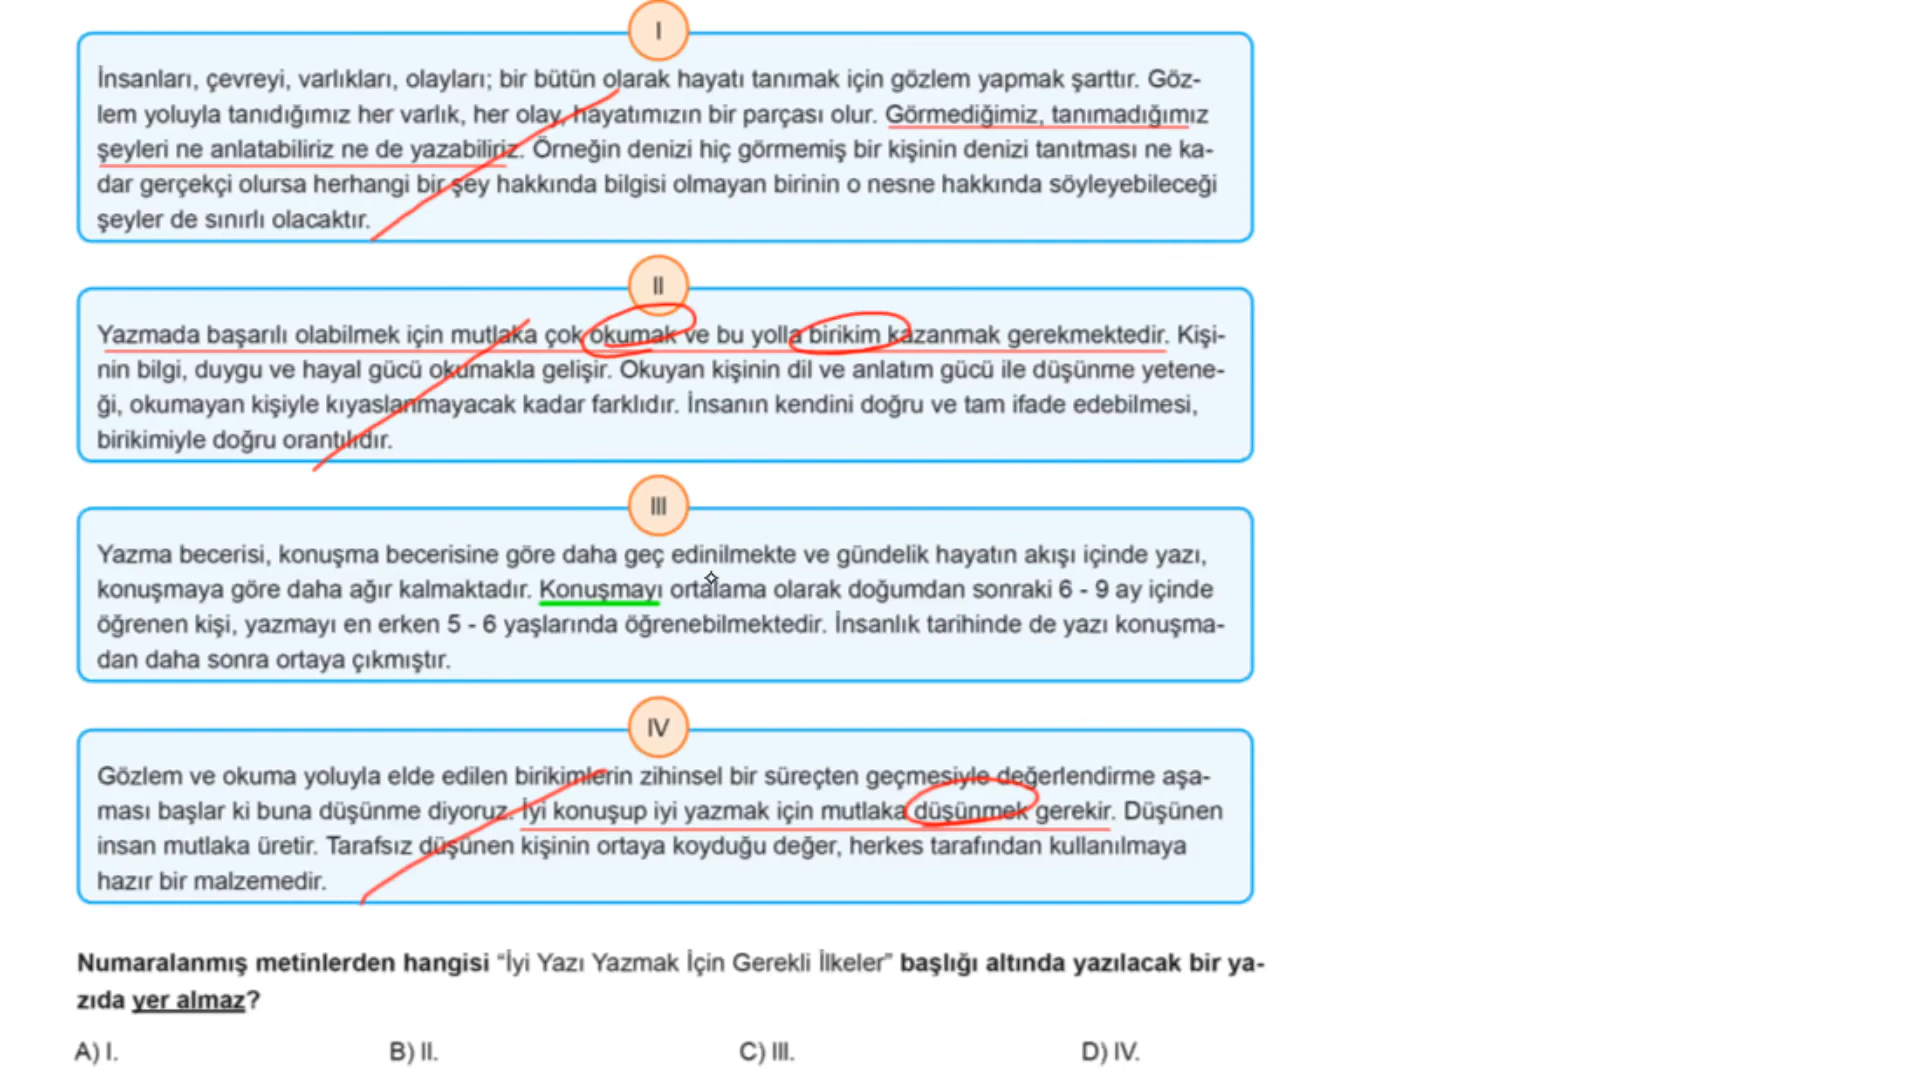 I
İnsanları, çevreyi, varlıkları, olayları; bir bütün olarak hayatı tanımak için gözlem yapmak şarttır. Göz-
lem yoluyla tanıdığımız her varlık, her olay, hayatımızın bir parçası olur. Görmediğimiz, tanımadığımız
şeyleri ne anlatabiliriz ne de yazabiliriz. Örneğin denizi hiç görmemiş bir kişinin denizi tanıtması ne ka-
dar gerçekçi olursa herhangi bir şey hakkında bilgisi olmayan birinin o nesne hakkında söyleyebileceği
şeyler de sınırlı olacaktır.
II
Yazmada başarılı olabilmek için mutlaka çok okumak ve bu yolla birikim kazanmak gerekmektedir. Kişi-
nin bilgi, duygu ve hayal gücü okumakla gelişir. Okuyan kişinin dil ve anlatım gücü ile düşünme yetene-
ği, okumayan kişiyle kıyaslanmayacak kadar farklıdır. İnsanın kendini doğru ve tam ifade edebilmesi,
birikimiyle doğru orantılıdır.
III
Yazma becerisi, konuşma becerisine göre daha geç edinilmekte ve gündelik hayatın akışı içinde yazı,
konuşmaya göre daha ağır kalmaktadır. Konuşmayı ortalama olarak doğumdan sonraki 6 - 9 ay içinde
öğrenen kişi, yazmayı en erken 5 - 6 yaşlarında öğrenebilmektedir. İnsanlık tarihinde de yazı konuşma-
dan daha sonra ortaya çıkmıştır.
IV
Gözlem ve okuma yoluyla elde edilen birikimlerin zihinsel bir süreçten geçmesiyle değerlendirme aşa-
ması başlar ki buna düşünme diyoruz. İyi konuşup iyi yazmak için mutlaka düşünmek gerekir. Düşünen
insan mutlaka üretir. Tarafsız düşünen kişinin ortaya koyduğu değer, herkes tarafından kullanılmaya
hazır bir malzemedir.
Numaralanmış metinlerden hangisi “İyi Yazı Yazmak İçin Gerekli İlkeler” başlığı altında yazılacak bir ya-
zıda yer almaz?
A) I. B) II. C) III. D) IV.